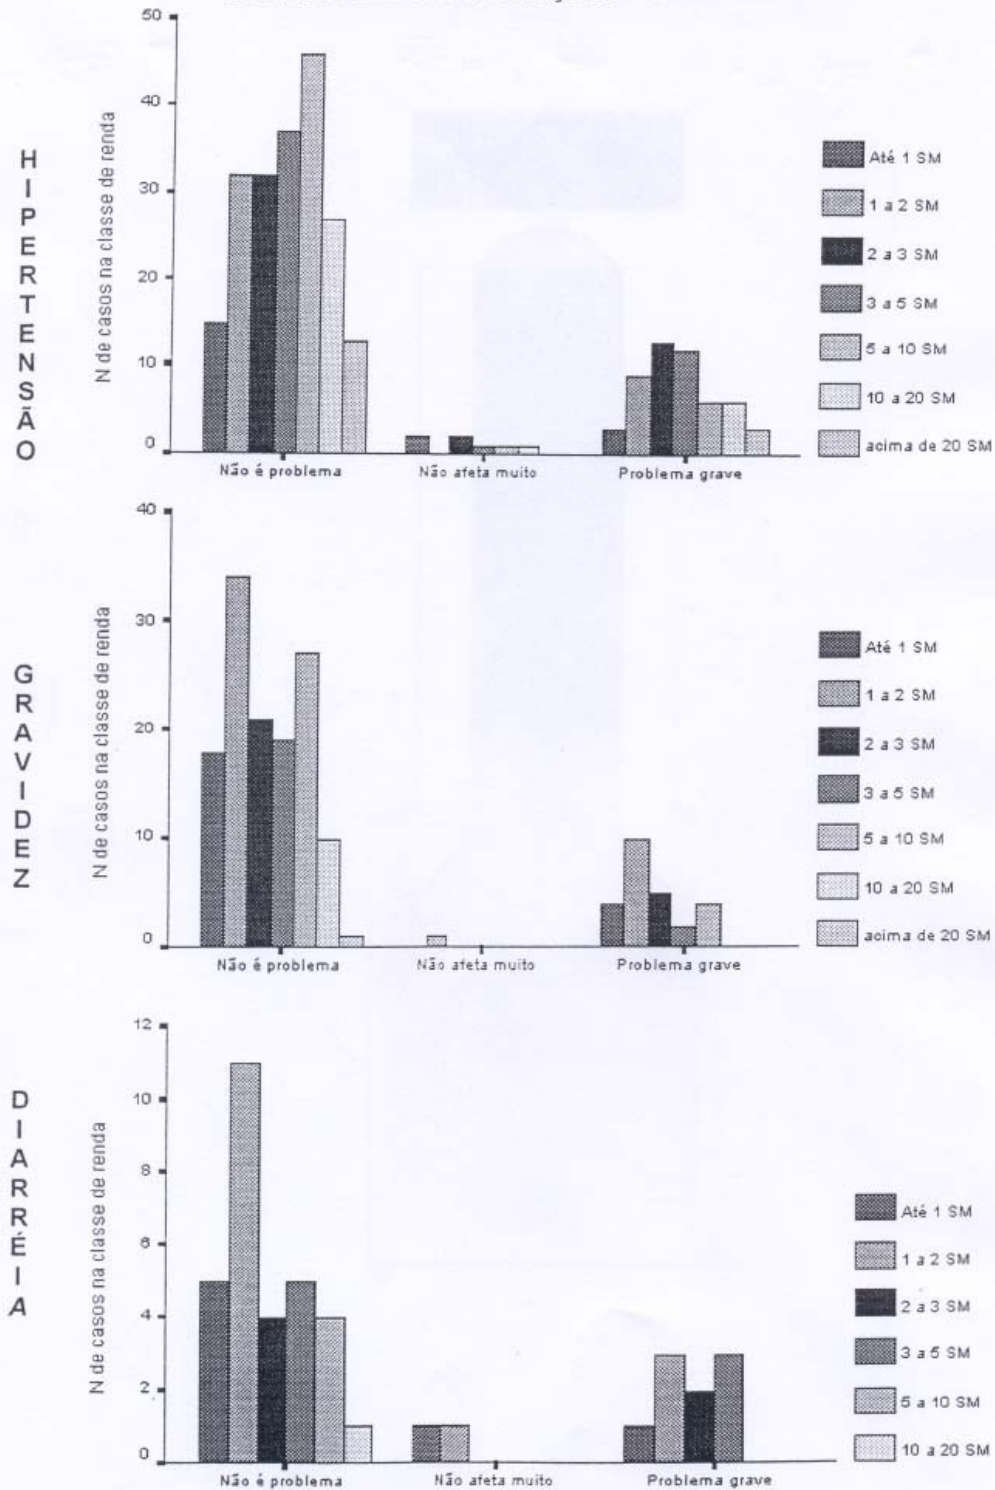 HIPERTENSÃO
N de casos na classe de renda
50
40
30
20
10
0
Não é problema
Não afeta muito
Problema grave
Até 1 SM
1 a 2 SM
2 a 3 SM
3 a 5 SM
5 a 10 SM
10 a 20 SM
acima de 20 SM
GRAVIDEZ
N de casos na classe de renda
40
30
20
10
0
Não é problema
Não afeta muito
Problema grave
Até 1 SM
1 a 2 SM
2 a 3 SM
3 a 5 SM
5 a 10 SM
10 a 20 SM
acima de 20 SM
DIARRÉIA
N de casos na classe de renda
12
10
8
6
4
2
0
Não é problema
Não afeta muito
Problema grave
Até 1 SM
1 a 2 SM
2 a 3 SM
3 a 5 SM
5 a 10 SM
10 a 20 SM